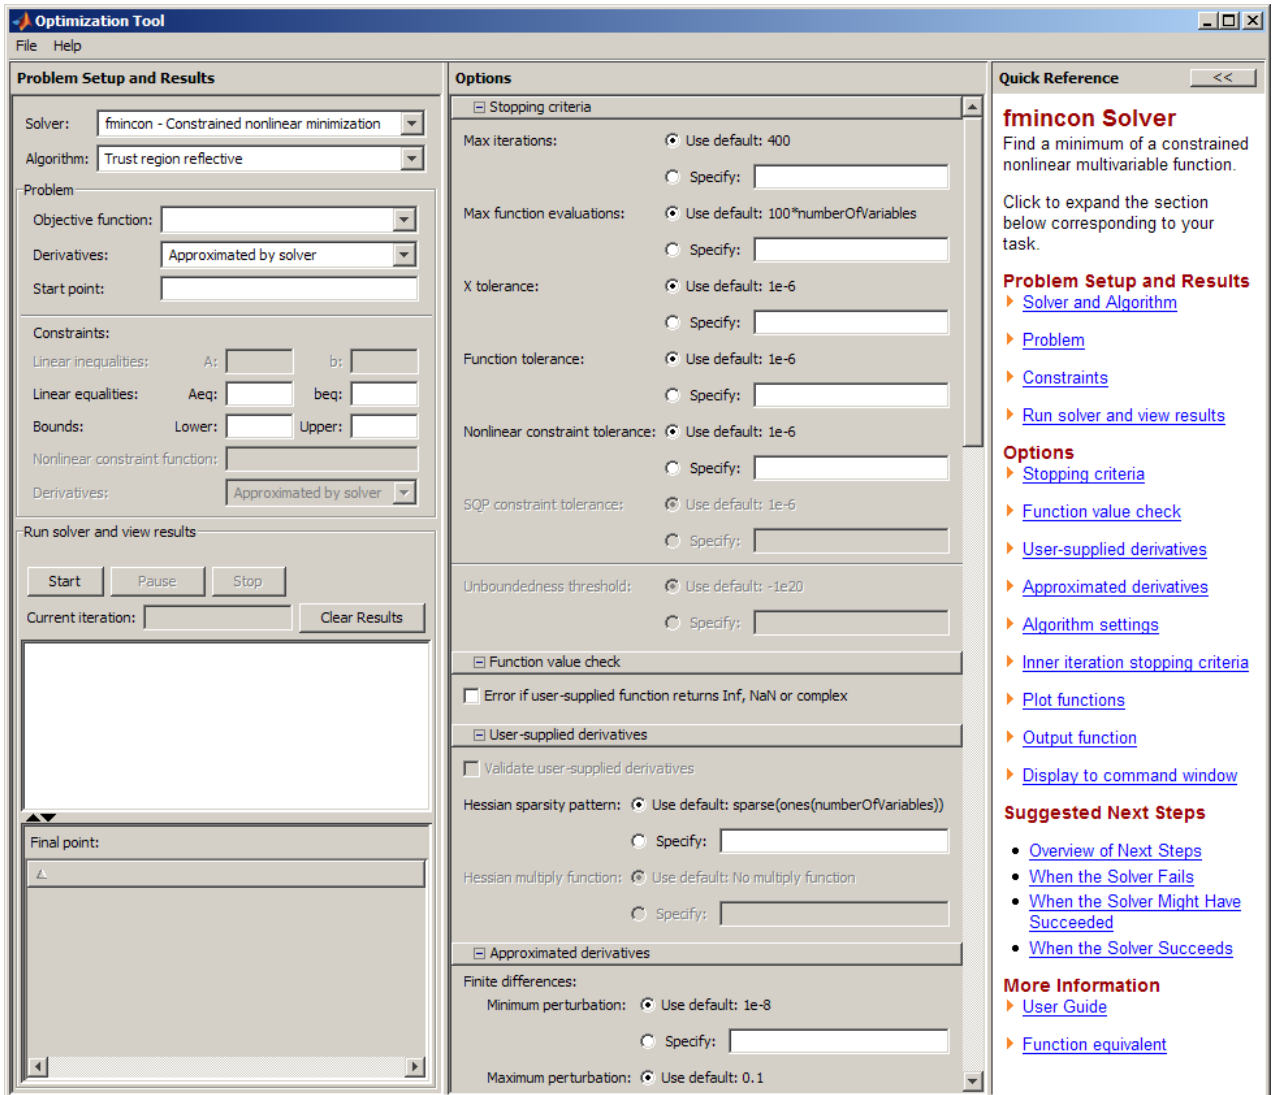 Optimization Tool
File Help
Problem Setup and Results
Solver: fmincon - Constrained nonlinear minimization
Algorithm: Trust region reflective
Problem
Objective function:
Derivatives: Approximated by solver
Start point:
Constraints:
Linear inequalities: A: b:
Linear equalities: Aeq: beq:
Bounds: Lower: Upper:
Nonlinear constraint function:
Derivatives: Approximated by solver
Run solver and view results
Start Pause Stop
Current iteration: Clear Results
Final point:
Options
Stopping criteria
Max iterations: Use default: 400
Specify:
Max function evaluations: Use default: 100*numberOfVariables
Specify:
X tolerance: Use default: 1e-6
Specify:
Function tolerance: Use default: 1e-6
Specify:
Nonlinear constraint tolerance: Use default: 1e-6
Specify:
SQP constraint tolerance: Use default: 1e-6
Specify:
Unboundedness threshold: Use default: -1e20
Specify:
Function value check
Error if user-supplied function returns Inf, NaN or complex
User-supplied derivatives
Validate user-supplied derivatives
Hessian sparsity pattern: Use default: sparse(ones(numberOfVariables))
Specify:
Hessian multiply function: Use default: No multiply function
Specify:
Approximated derivatives
Finite differences:
Minimum perturbation: Use default: 1e-8
Specify:
Maximum perturbation: Use default: 0.1
Quick Reference <<
fmincon Solver
Find a minimum of a constrained
nonlinear multivariable function.
Click to expand the section
below corresponding to your
task.
Problem Setup and Results
Solver and Algorithm
Problem
Constraints
Run solver and view results
Options
Stopping criteria
Function value check
User-supplied derivatives
Approximated derivatives
Algorithm settings
Inner iteration stopping criteria
Plot functions
Output function
Display to command window
Suggested Next Steps
Overview of Next Steps
When the Solver Fails
When the Solver Might Have
Succeeded
When the Solver Succeeds
More Information
User Guide
Function equivalent